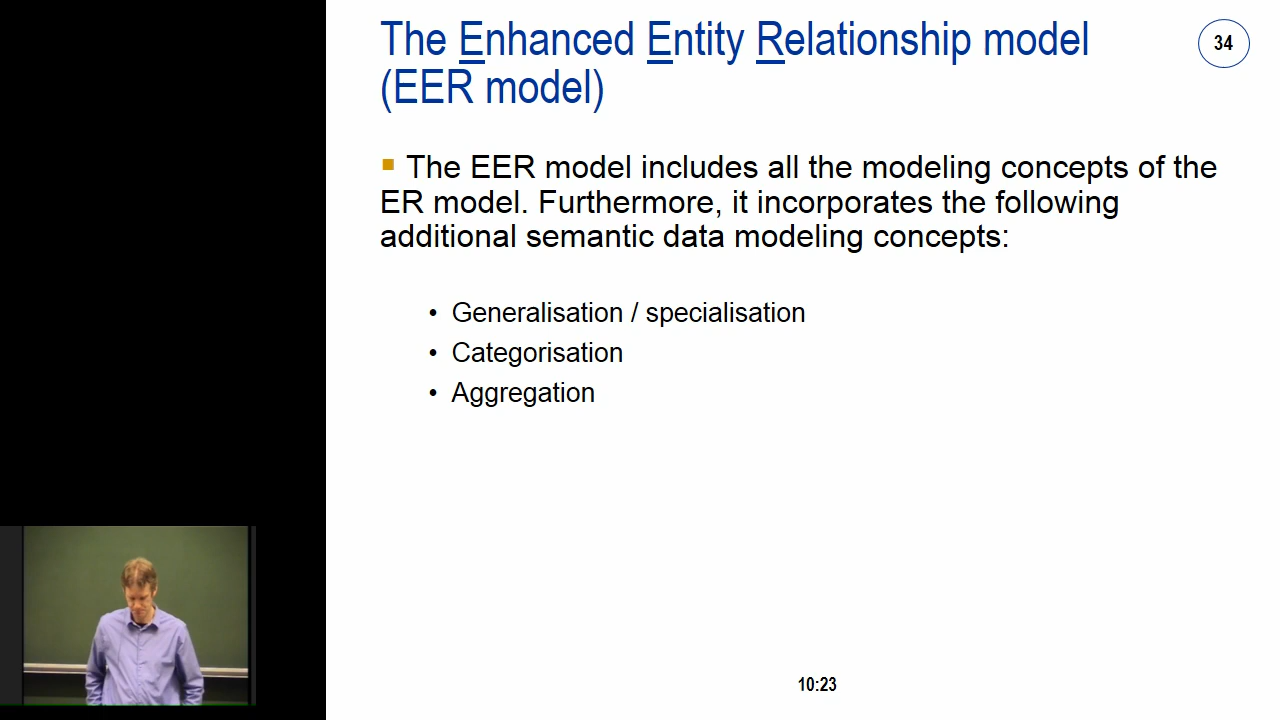 The Enhanced Entity Relationship model
(EER model)
34
▪ The EER model includes all the modeling concepts of the
ER model. Furthermore, it incorporates the following
additional semantic data modeling concepts:
• Generalisation / specialisation
• Categorisation
• Aggregation
10:23